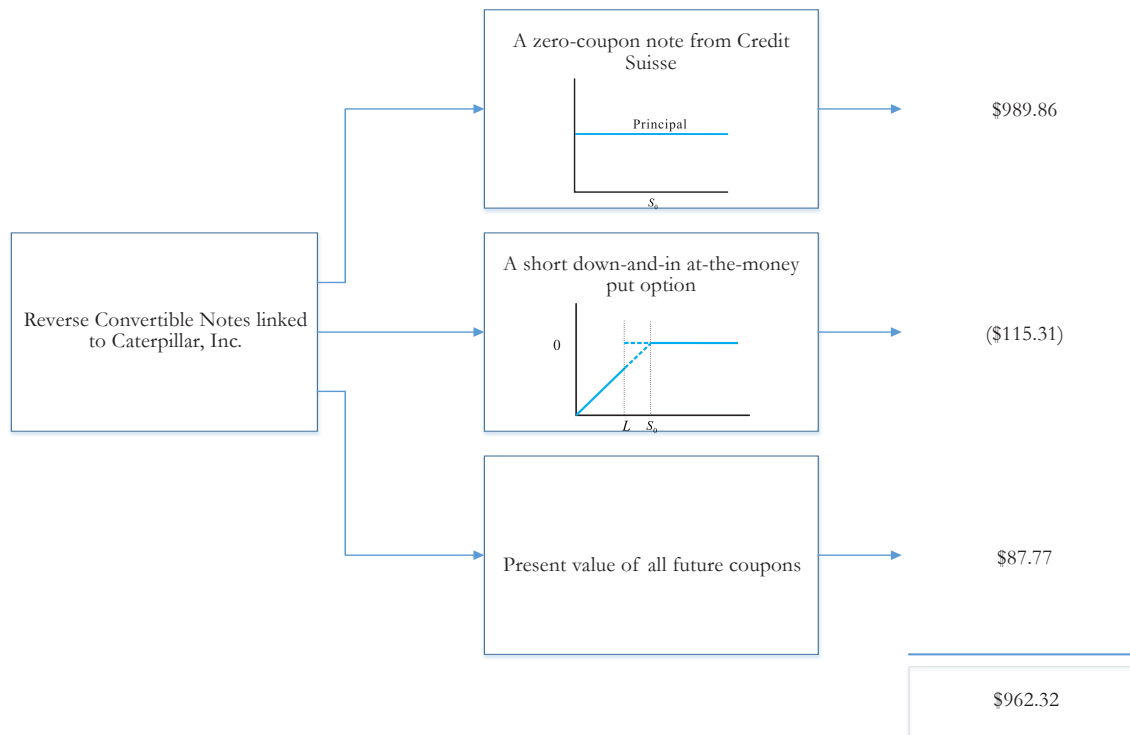 A zero-coupon note from Credit
Suisse
Principal
S₀
$989.86
Reverse Convertible Notes linked
to Caterpillar, Inc.
A short down-and-in at-the-money
put option
0
L S₀
($115.31)
Present value of all future coupons
$87.77
$962.32